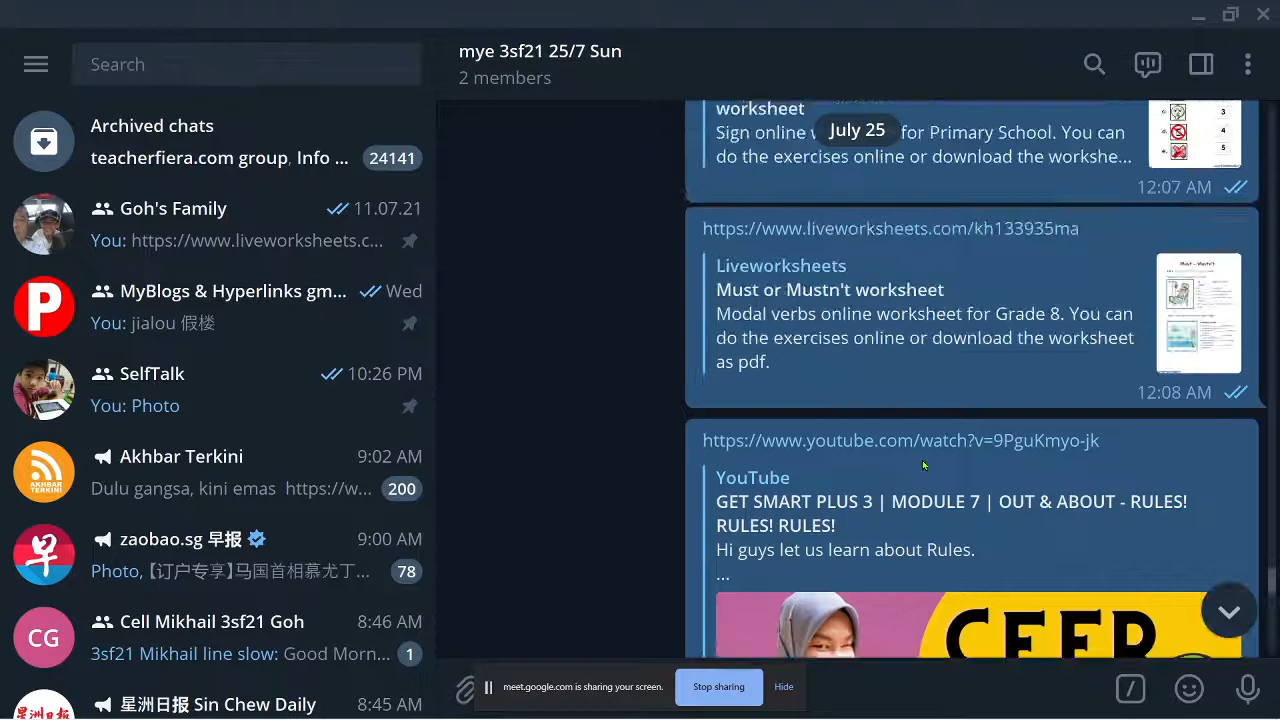 Search
mye 3sf21 25/7 Sun
2 members
Archived chats
teacherfiera.com group, Info ...
24141
Goh's Family
11.07.21
You: https://www.liveworksheets.c...
MyBlogs & Hyperlinks gm...
Wed
You: jialou 假楼
SelfTalk
10:26 PM
You: Photo
Akhbar Terkini
9:02 AM
Dulu gangsa, kini emas https://w...
200
zaobao.sg 早报
9:00 AM
Photo, 【订户专享】马国首相慕尤丁...
78
CG
Cell Mikhail 3sf21 Goh
8:46 AM
3sf21 Mikhail line slow: Good Morn...
1
星洲日报 Sin Chew Daily
8:45 AM
worksheet
July 25
Sign online w for Primary School. You can
do the exercises online or download the workshe...
3
4
5
12:07 AM
https://www.liveworksheets.com/kh133935ma
Liveworksheets
Must or Mustn't worksheet
Modal verbs online worksheet for Grade 8. You can
do the exercises online or download the worksheet
as pdf.
Must - Mustn't
12:08 AM
https://www.youtube.com/watch?v=9PguKmyo-jk
YouTube
GET SMART PLUS 3 | MODULE 7 | OUT & ABOUT - RULES!
RULES! RULES!
Hi guys let us learn about Rules.
...
CEFR
meet.google.com is sharing your screen.
Stop sharing
Hide